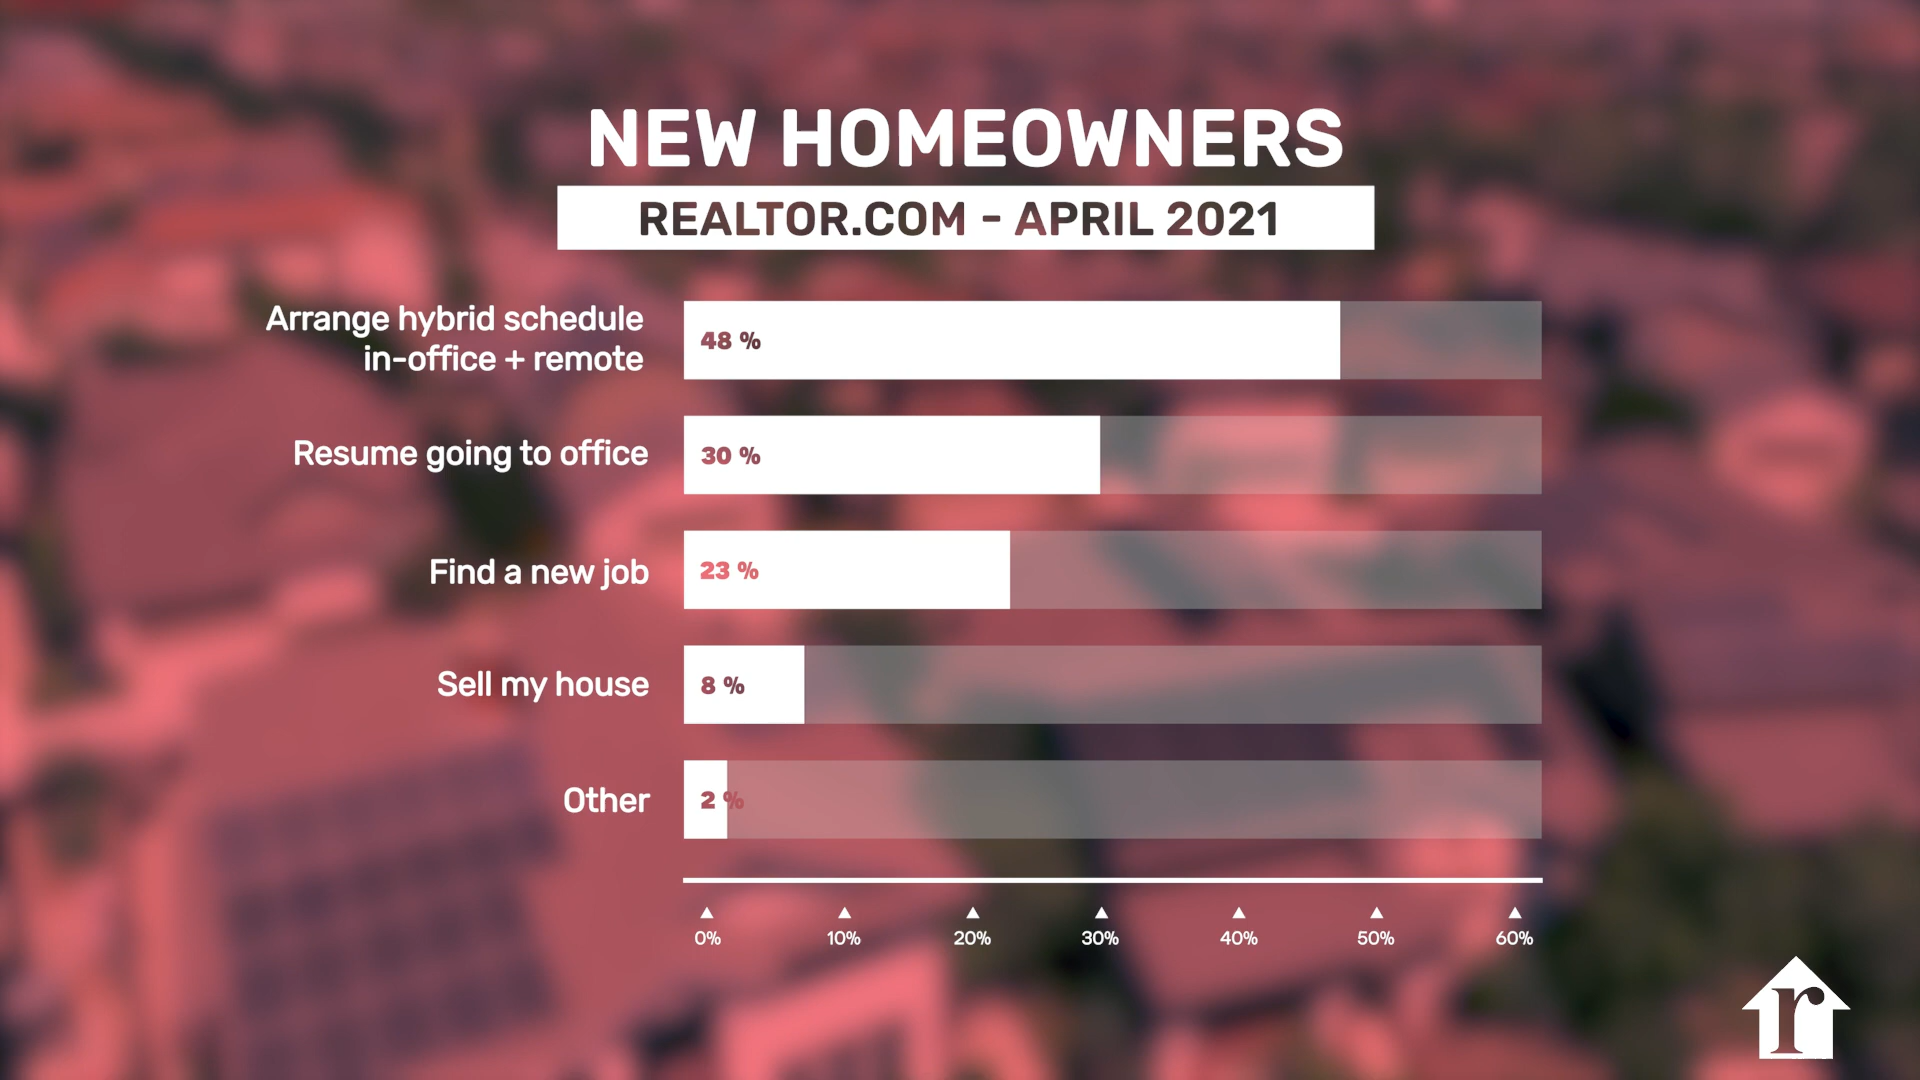 NEW HOMEOWNERS
REALTOR.COM - APRIL 2021
Arrange hybrid schedule
in-office + remote
48 %
Resume going to office
30 %
Find a new job
23 %
Sell my house
8 %
Other
2 %
0% 10% 20% 30% 40% 50% 60%
r